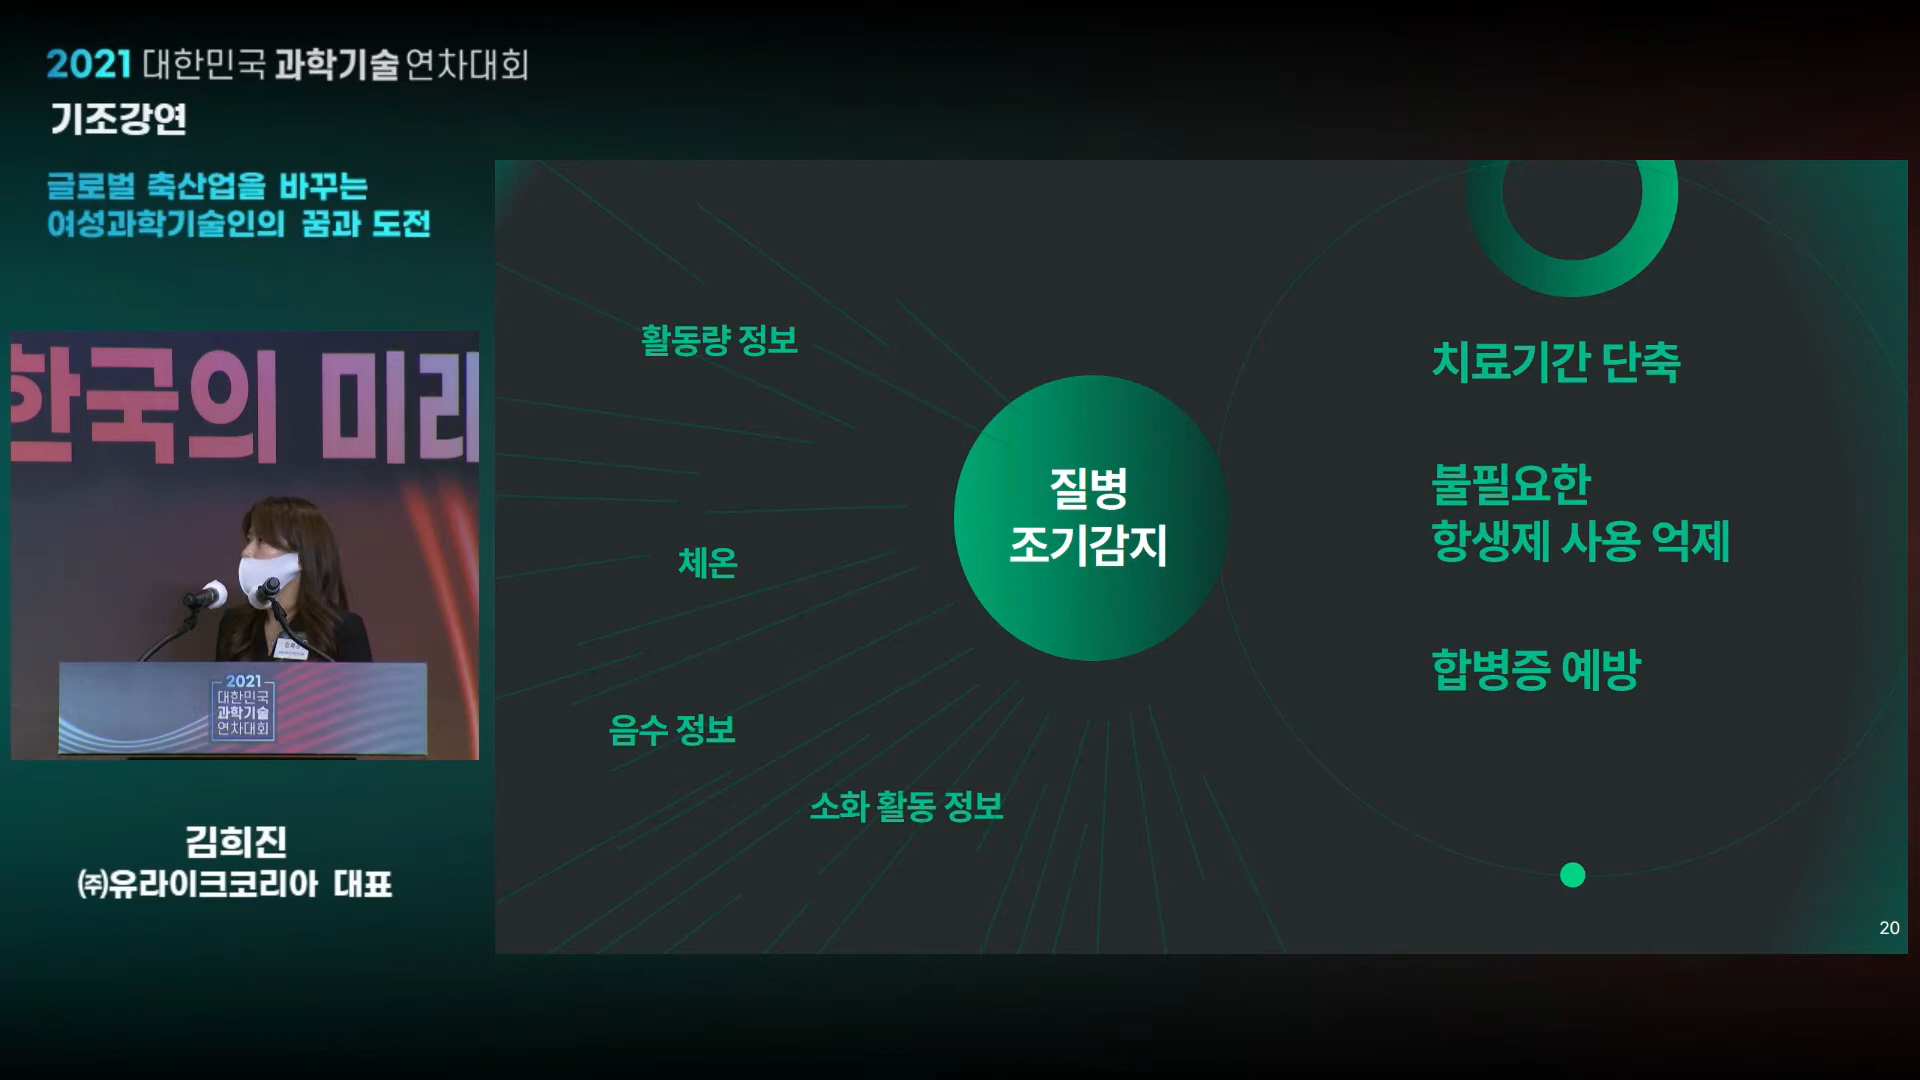 2021 대한민국 과학기술 연차대회
기조강연
글로벌 축산업을 바꾸는
여성과학기술인의 꿈과 도전
한국의 미래
2021
대한민국
과학기술
연차대회
김희진
㈜유라이크코리아 대표
활동량 정보
체온
음수 정보
소화 활동 정보
질병
조기감지
치료기간 단축
불필요한
항생제 사용 억제
합병증 예방
20